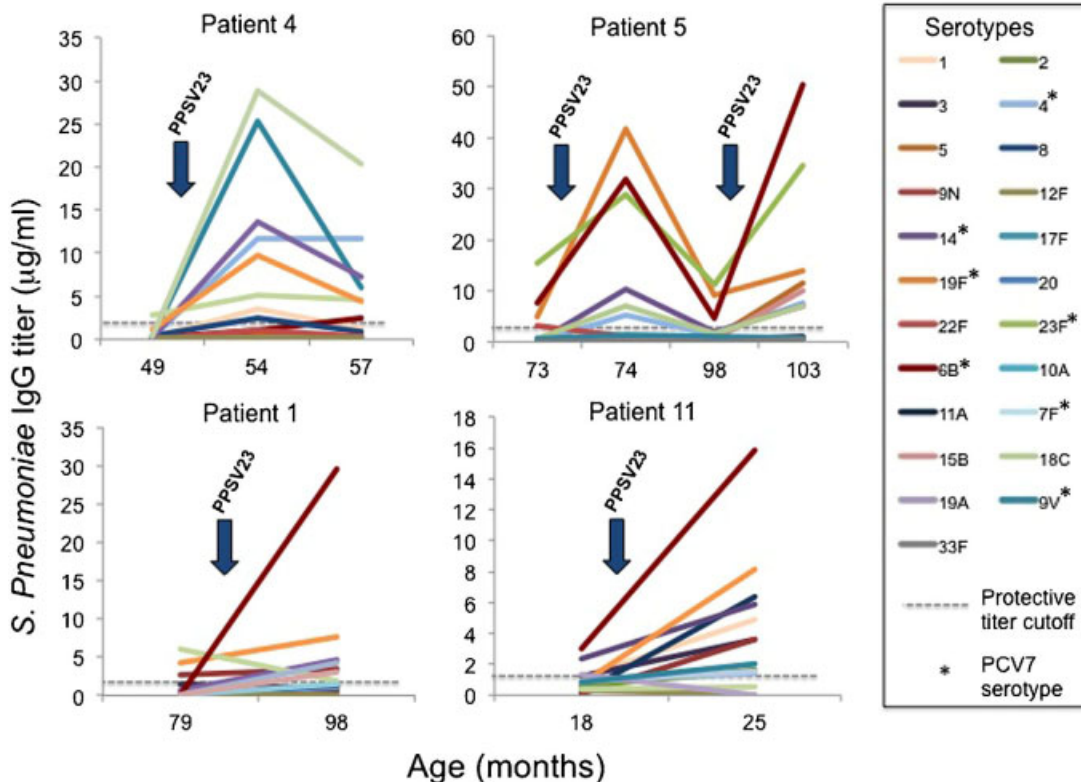 Patient 4
35
30
25
20
15
10
5
0
PPSV23
49 54 57
Patient 5
60
50
40
30
20
10
0
PPSV23
PPSV23
73 74 98 103
Patient 1
35
30
25
20
15
10
5
0
PPSV23
79 98
Patient 11
18
16
14
12
10
8
6
4
2
0
PPSV23
18 25
S. Pneumoniae IgG titer (µg/ml)
Age (months)
Serotypes
1 2
3 4*
5 8
9N 12F
14* 17F
19F* 20
22F 23F*
6B* 10A
11A 7F*
15B 18C
19A 9V*
33F
Protective
titer cutoff
* PCV7
serotype